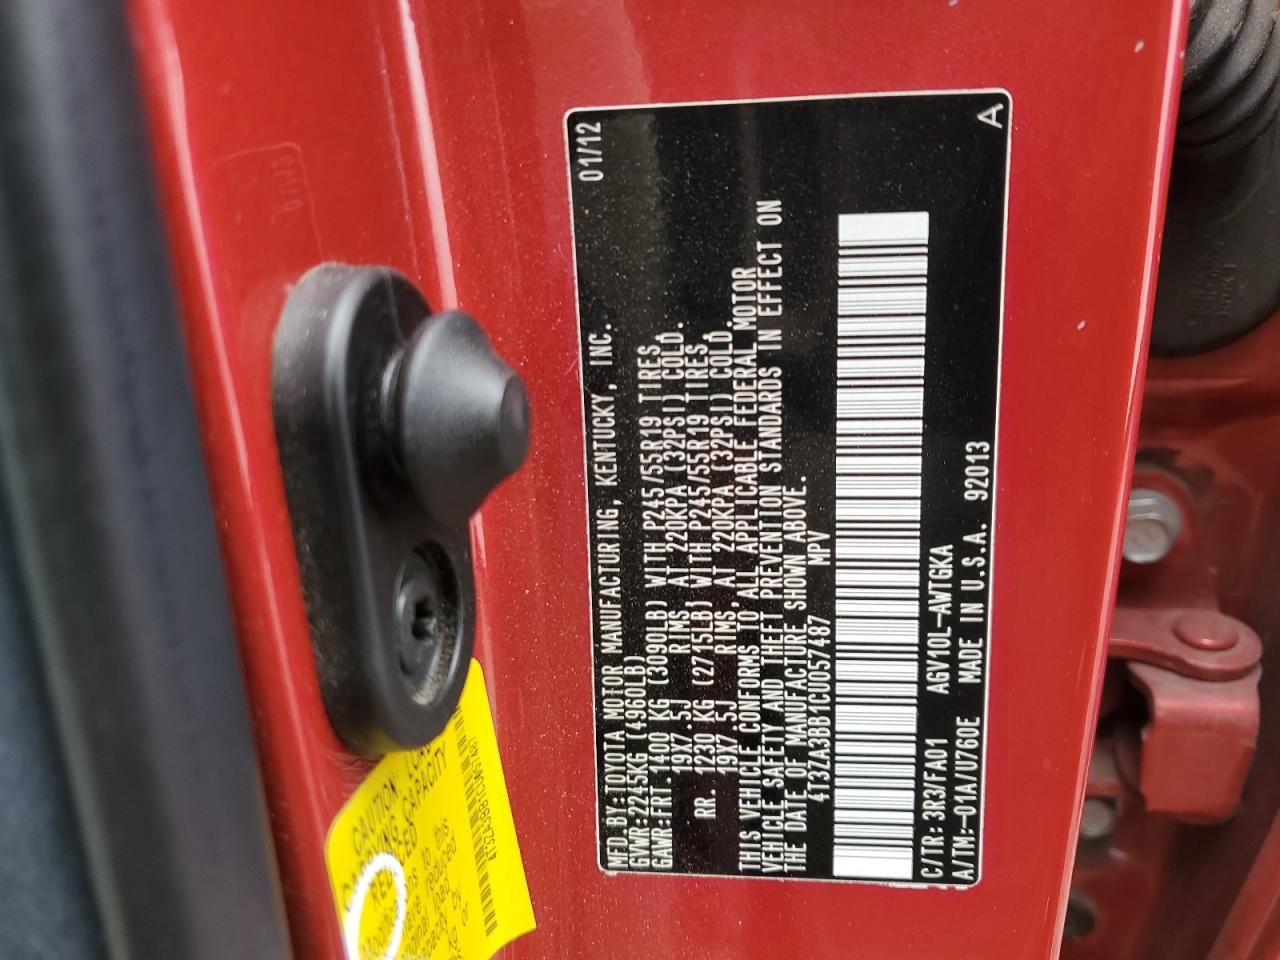 MFD BY:TOYOTA MOTOR MANUFACTURING, KENTUCKY, INC. 01/12
GVWR:2245KG (4960LB)
GAWR:FRT. 1400 KG (3090LB) WITH P245/55R19 TIRES,
19X7.5J RIMS, AT 220KPA (32PSI) COLD.
RR. 1230 KG (2715LB) WITH P245/55R19 TIRES,
19X7.5J RIMS, AT 220KPA (32PSI) COLD.
THIS VEHICLE CONFORMS TO ALL APPLICABLE FEDERAL MOTOR
VEHICLE SAFETY AND THEFT PREVENTION STANDARDS IN EFFECT ON
THE DATE OF MANUFACTURE SHOWN ABOVE.
4T3ZA3BB1CU057487 MPV
C/TR:3R3/FA01 AGV10L-AWTGKA
A/TM:-01A/U760E MADE IN U.S.A. 92013
A
CAUTION:
CAPACITY
to this
reduced